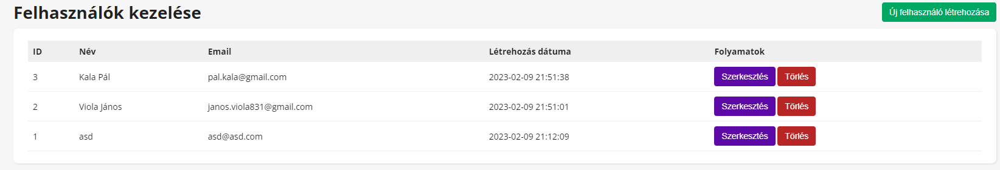 Felhasználók kezelése
Új felhasználó létrehozása
ID Név Email Létrehozás dátuma Folyamatok
3 Kala Pál pal.kala@gmail.com 2023-02-09 21:51:38 Szerkesztés Törlés
2 Viola János janos.viola831@gmail.com 2023-02-09 21:51:01 Szerkesztés Törlés
1 asd asd@asd.com 2023-02-09 21:12:09 Szerkesztés Törlés